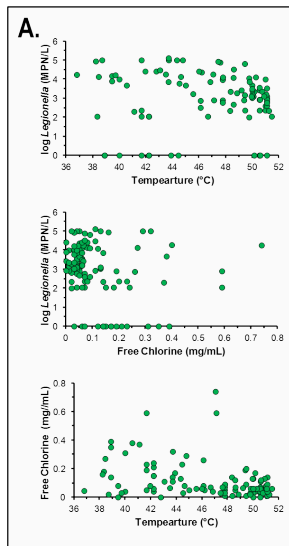 A.
log Legionella (MPN/L)
6
5
4
3
2
1
0
36 38 40 42 44 46 48 50 52
Tempearture (°C)
log Legionella (MPN/L)
6
5
4
3
2
1
0
0 0.1 0.2 0.3 0.4 0.5 0.6 0.7 0.8
Free Chlorine (mg/mL)
Free Chlorine (mg//mL)
0.8
0.6
0.4
0.2
0
36 38 40 42 44 46 48 50 52
Tempearture (°C)